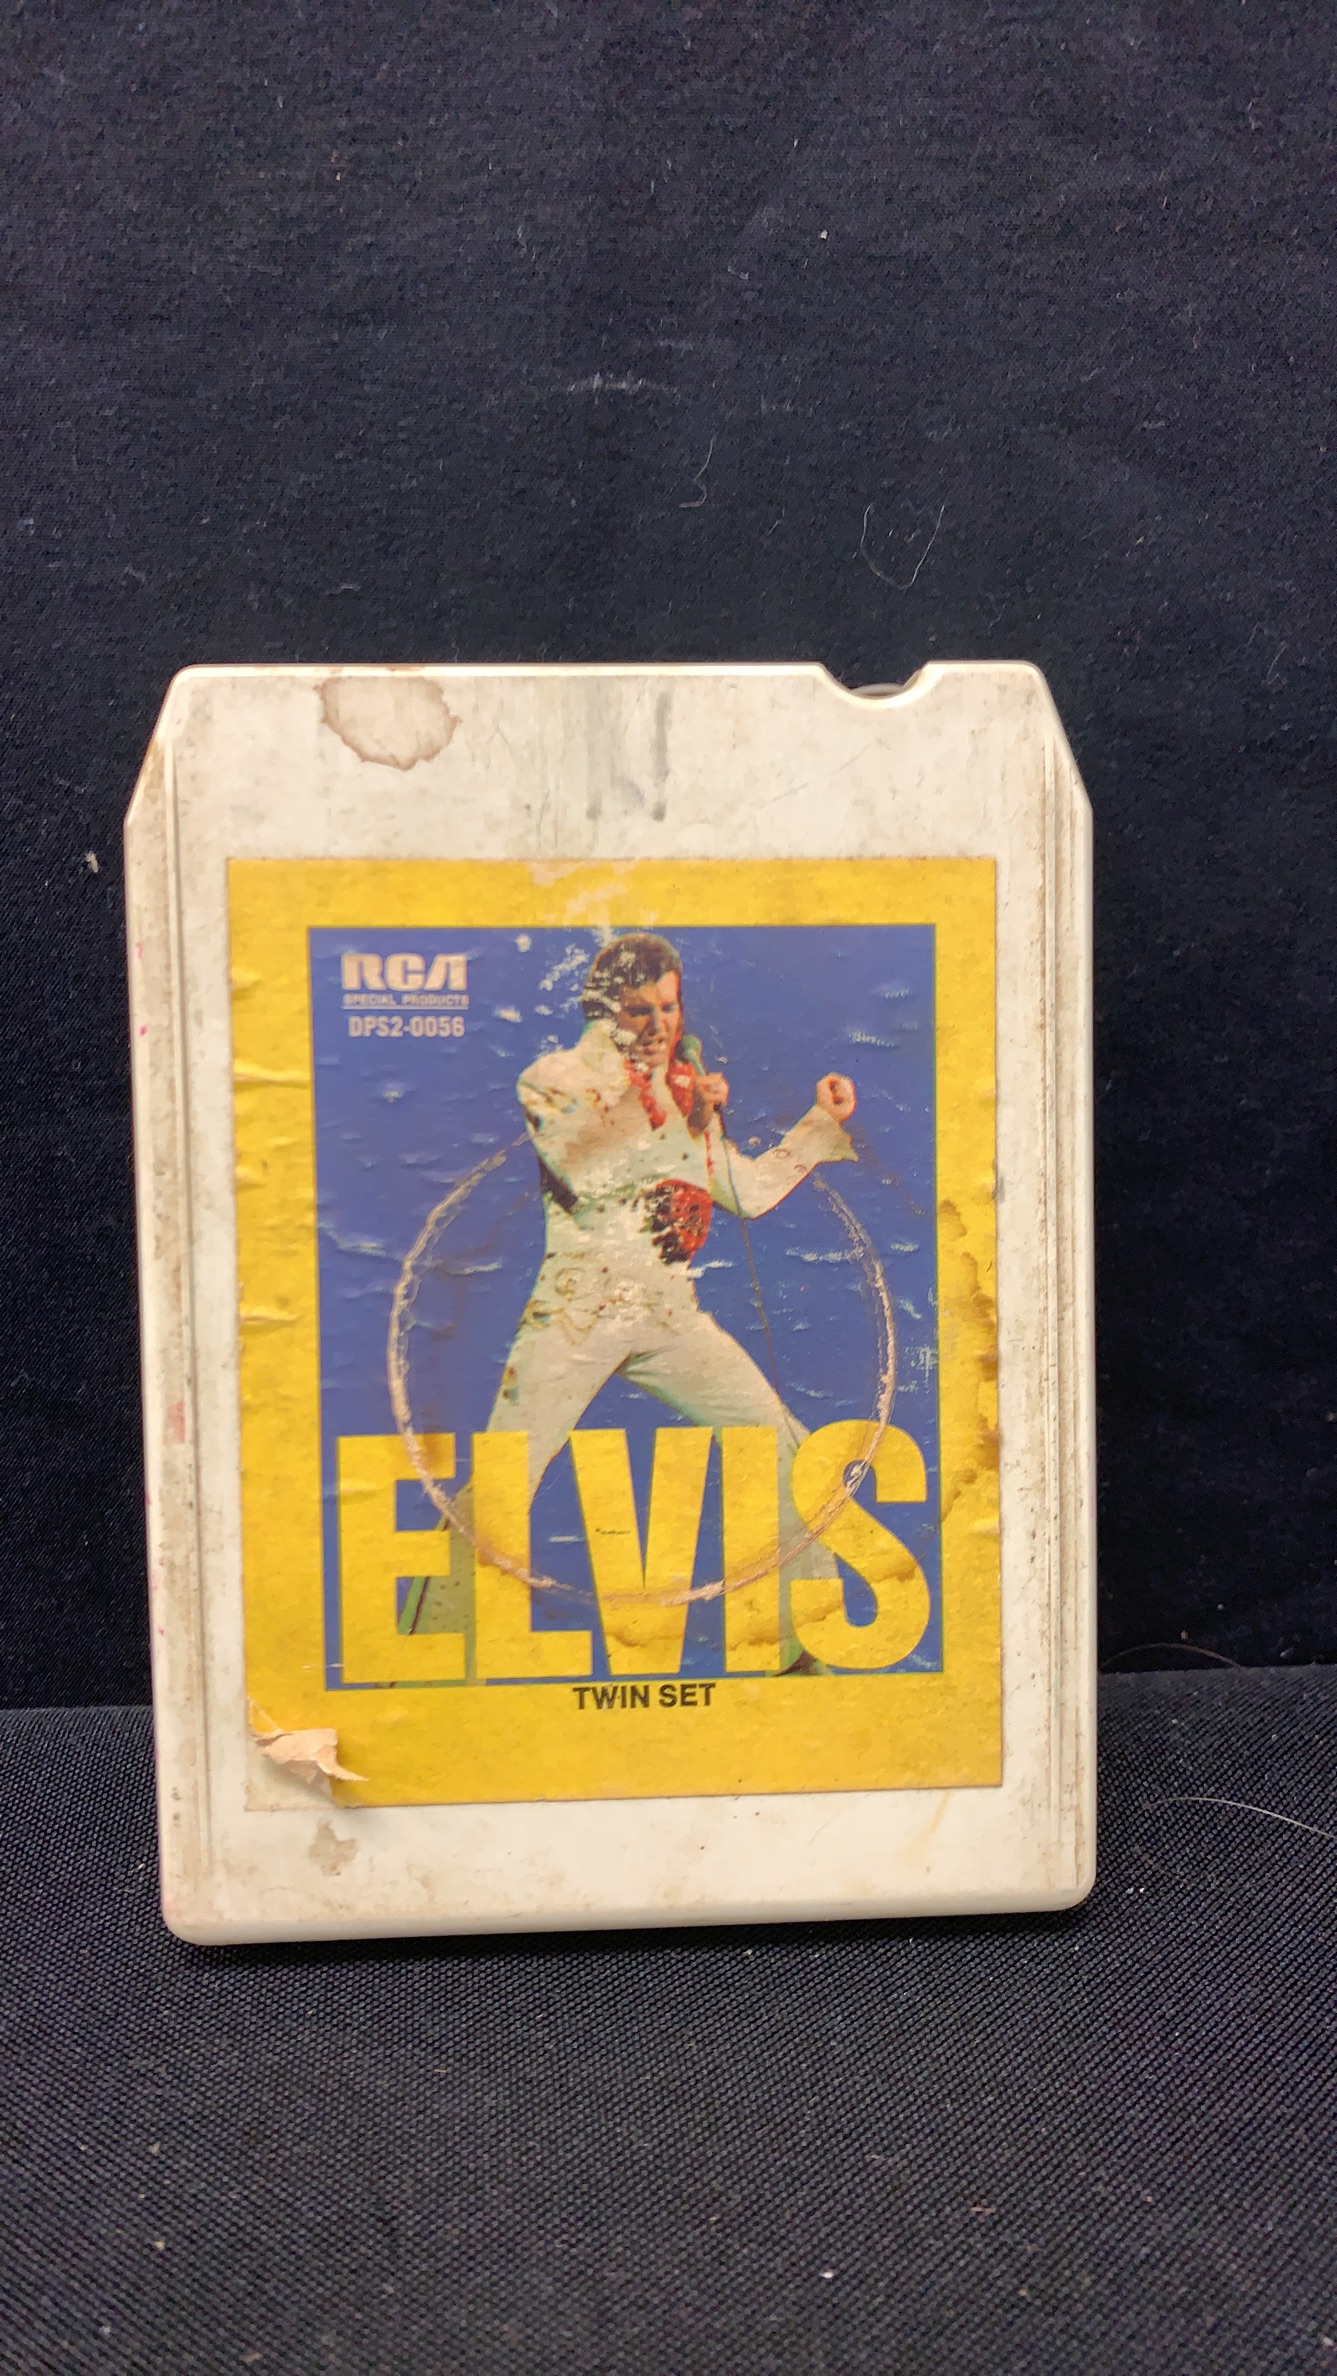 RCA
SPECIAL PRODUCTS
DPS2-0056
ELVIS
TWIN SET